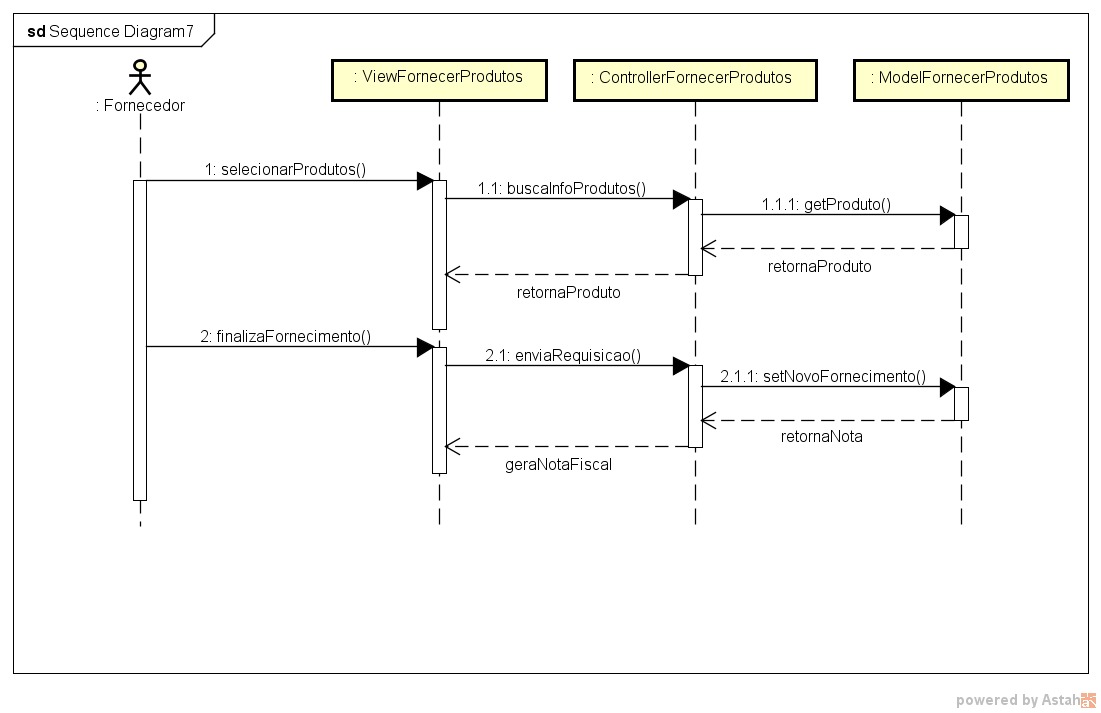 sd Sequence Diagram7
: Fornecedor
: ViewFornecerProdutos
: ControllerFornecerProdutos
: ModelFornecerProdutos
1: selecionarProdutos()
1.1: buscaInfoProdutos()
1.1.1: getProduto()
retornaProduto
retornaProduto
2: finalizaFornecimento()
2.1: enviaRequisicao()
2.1.1: setNovoFornecimento()
retornaNota
geraNotaFiscal
powered by Astah